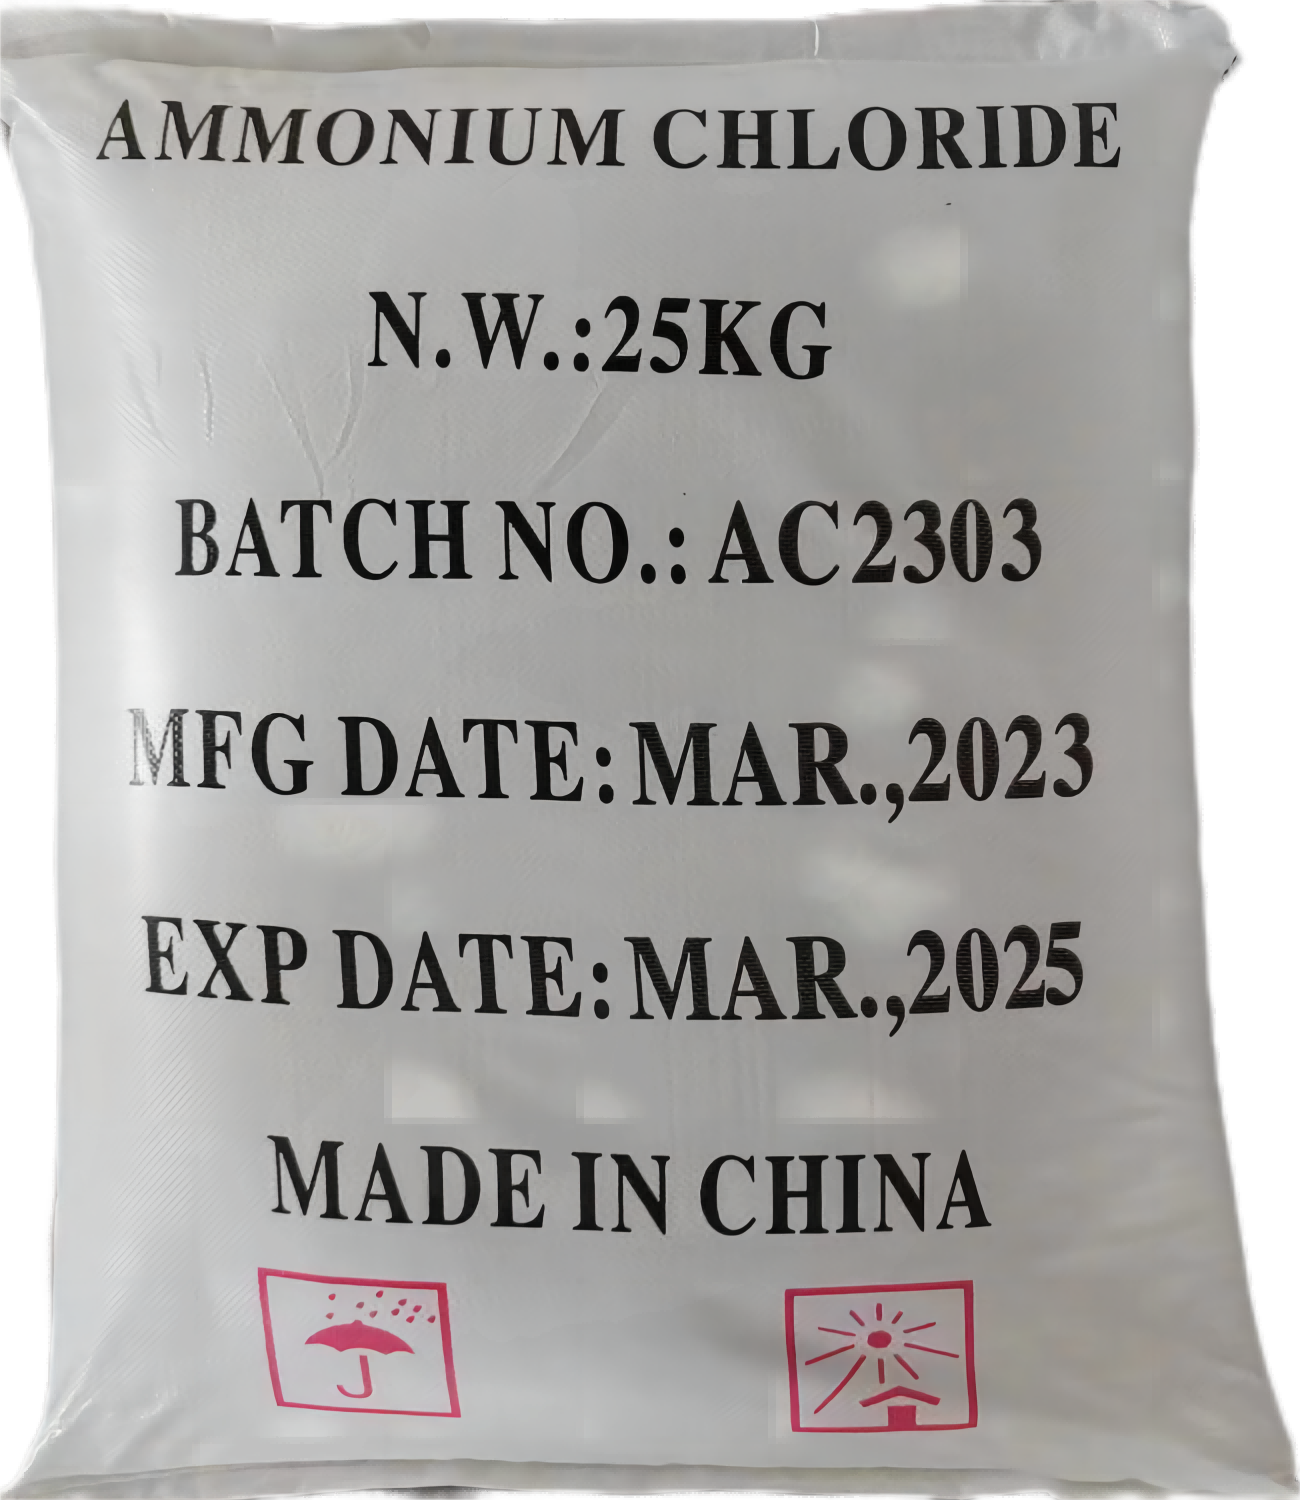 AMMONIUM CHLORIDE
N.W.:25KG
BATCH NO.: AC2303
MFG DATE:MAR.,2023
EXP DATE:MAR.,2025
MADE IN CHINA